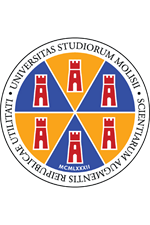 · UNIVERSITAS STUDIORUM MOLISII · SCIENTIARUM AUGMENTIS REIPUBLICAE UTILITATI
MCMLXXXII